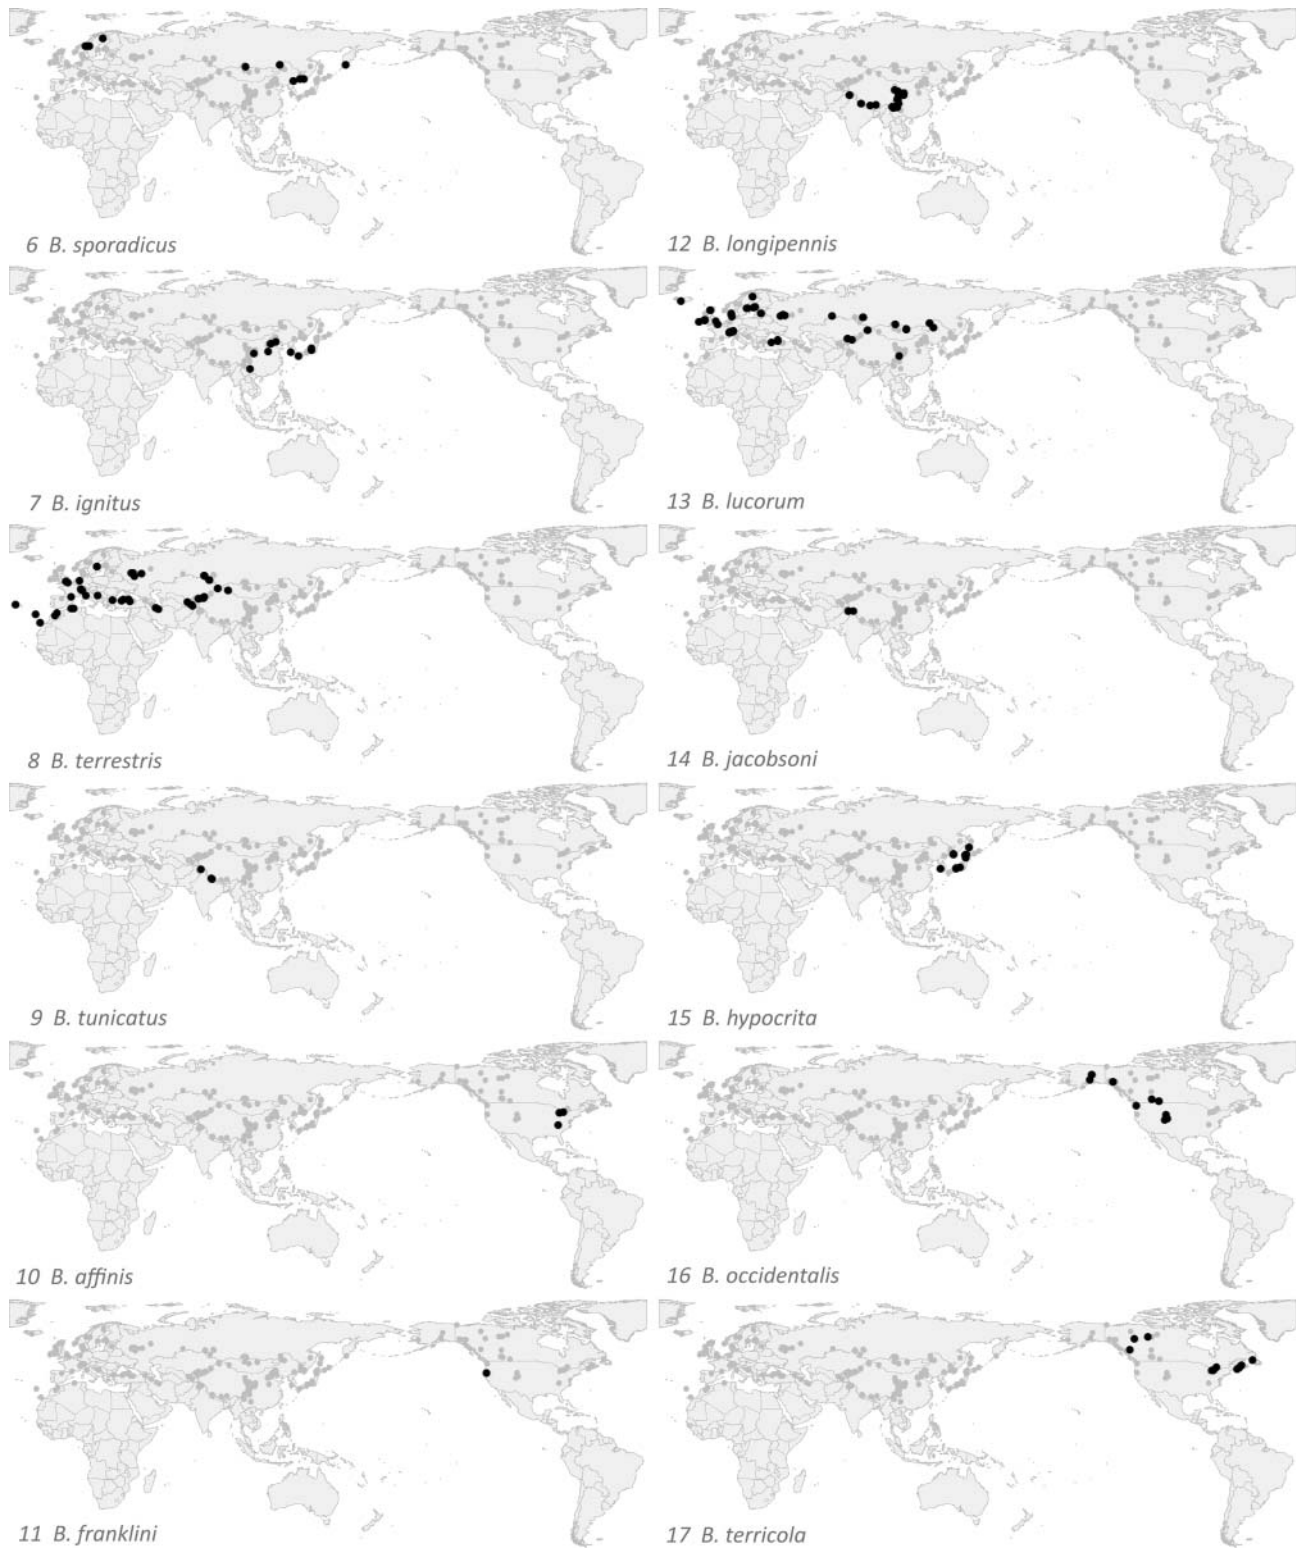 6 B. sporadicus
12 B. longipennis
7 B. ignitus
13 B. lucorum
8 B. terrestris
14 B. jacobsoni
9 B. tunicatus
15 B. hypocrita
10 B. affinis
16 B. occidentalis
11 B. franklini
17 B. terricola